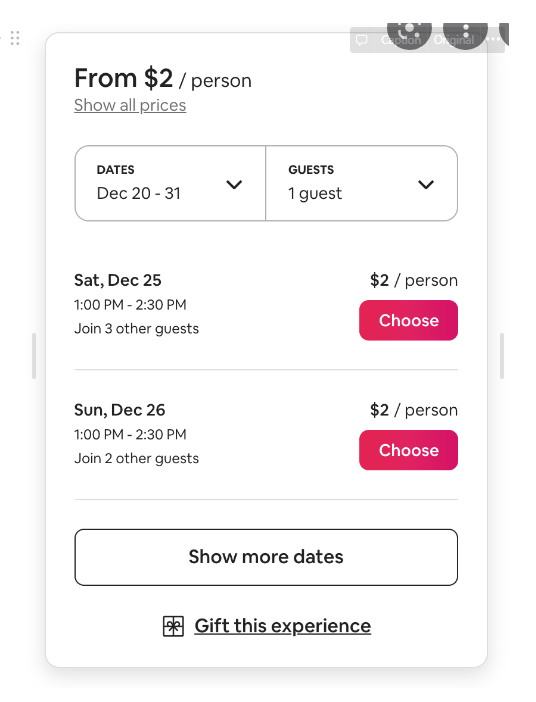 Caption Original
From $2 / person
Show all prices
DATES
Dec 20 - 31
GUESTS
1 guest
Sat, Dec 25
1:00 PM - 2:30 PM
Join 3 other guests
$2 / person
Choose
Sun, Dec 26
1:00 PM - 2:30 PM
Join 2 other guests
$2 / person
Choose
Show more dates
Gift this experience